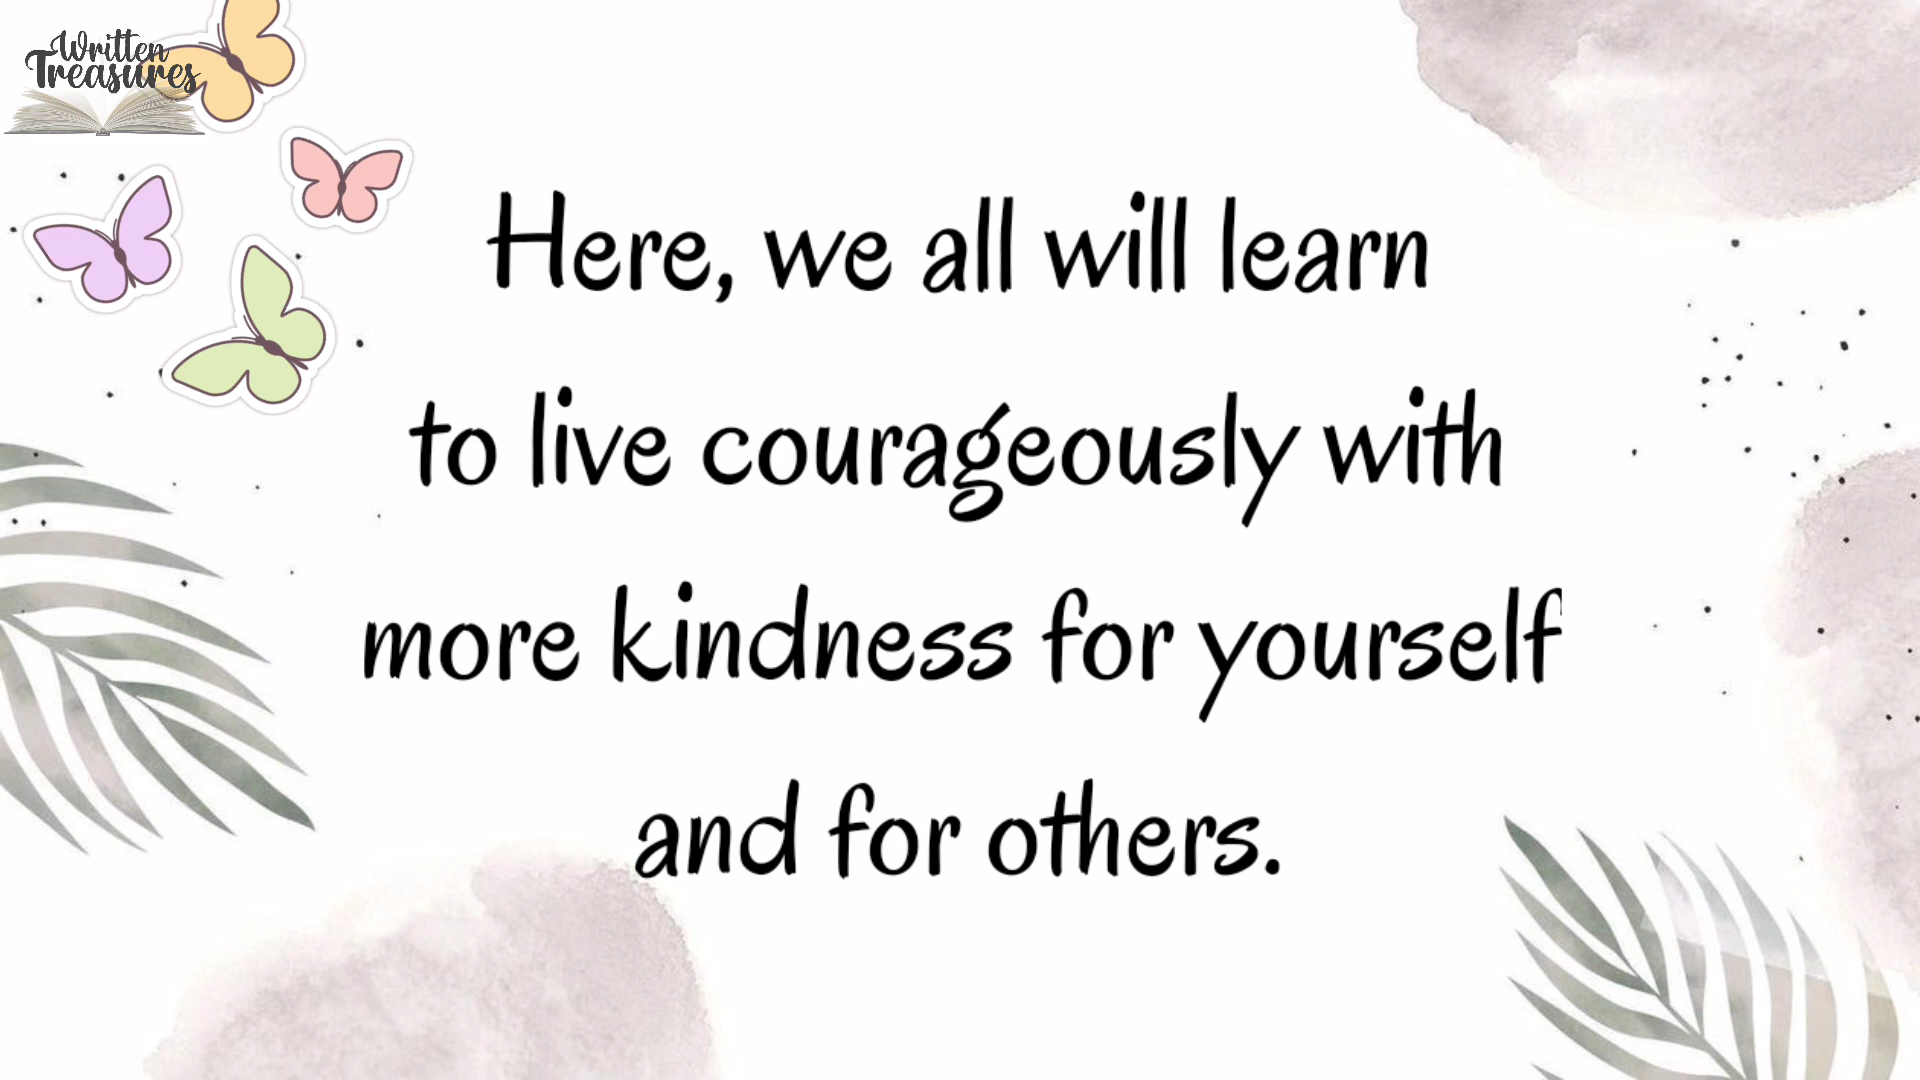 Written
Treasures
Here, we all will learn
to live courageously with
more kindness for yourself
and for others.